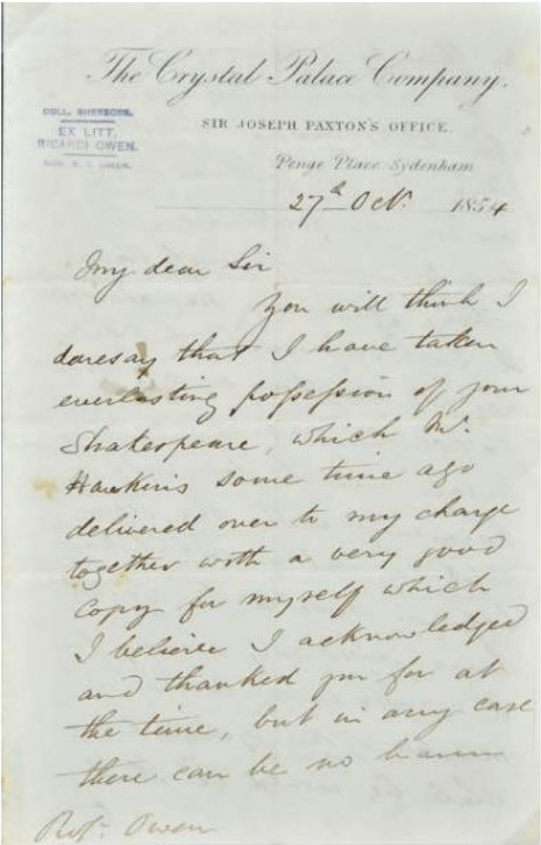 The Crystal Palace Company.
COLL. SHERBORN.
EX LITT.
RICARDI OWEN.
SIR JOSEPH PAXTON'S OFFICE.
Penge Place Sydenham
27th Oct. 1854
My dear Sir
You will think I
daresay that I have taken
everlasting possession of your
Shakespeare, which Mr.
Hawkins some time ago
delivered over to my charge
together with a very good
copy for myself which
I believe I acknowledged
and thanked you for at
the time, but in any case
there can be no harm
Prof. Owen